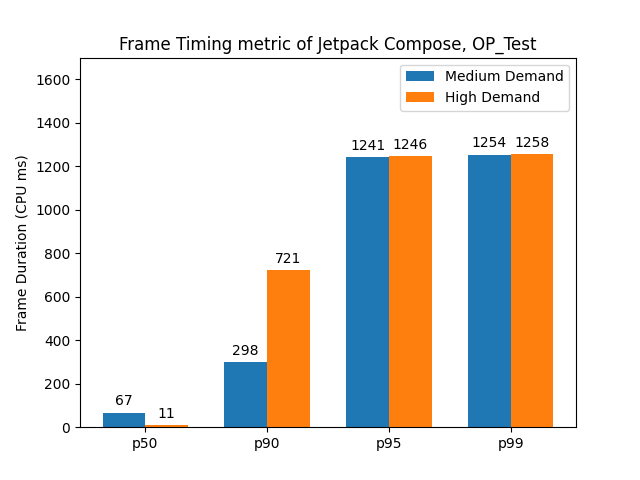 Frame Timing metric of Jetpack Compose, OP_Test
Medium Demand
High Demand
Frame Duration (CPU ms)
1600
1400
1200
1000
800
600
400
200
0
67
11
298
721
1241
1246
1254
1258
p50
p90
p95
p99